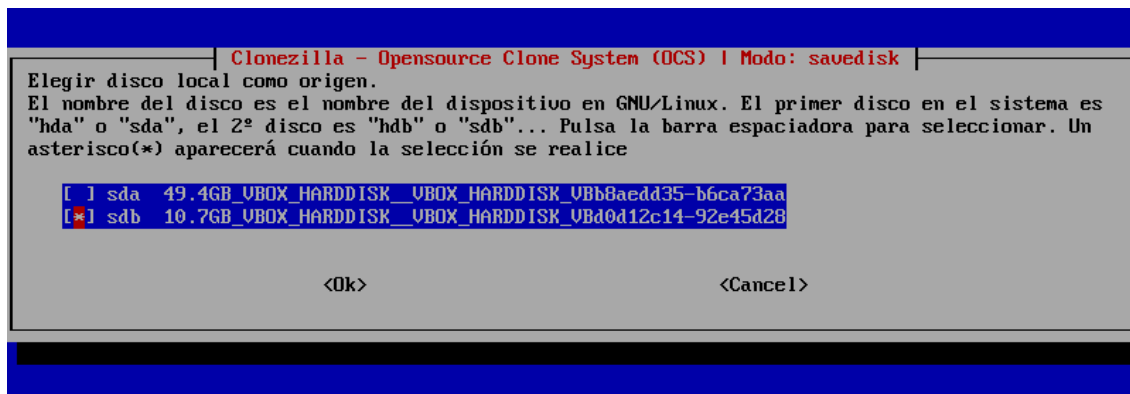 Clonezilla - Opensource Clone System (OCS) | Modo: savedisk
Elegir disco local como origen.
El nombre del disco es el nombre del dispositivo en GNU/Linux. El primer disco en el sistema es
"hda" o "sda", el 2º disco es "hdb" o "sdb"... Pulsa la barra espaciadora para seleccionar. Un
asterisco(*) aparecerá cuando la selección se realice
[ ] sda 49.4GB_VBOX_HARDDISK__VBOX_HARDDISK_VBb8aedd35-b6ca73aa
[*] sdb 10.7GB_VBOX_HARDDISK__VBOX_HARDDISK_VBd0d12c14-92e45d28
<Ok> <Cancel>